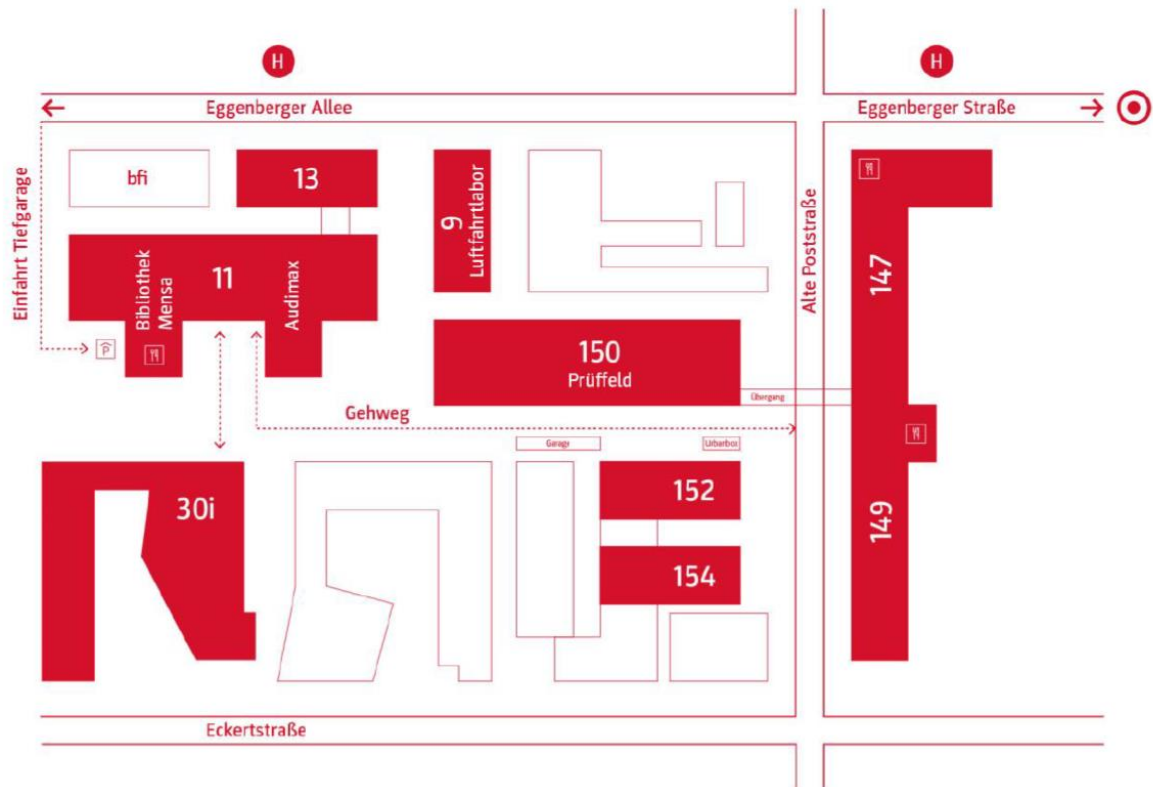 H
H
Eggenberger Allee
Eggenberger Straße
Einfahrt Tiefgarage
bfi
13
9
Luftfahrtlabor
Alte Poststraße
147
11
Bibliothek
Mensa
Audimax
P
150
Prüffeld
Übergang
Gehweg
Garage
Urbanbox
30i
152
149
154
Eckertstraße